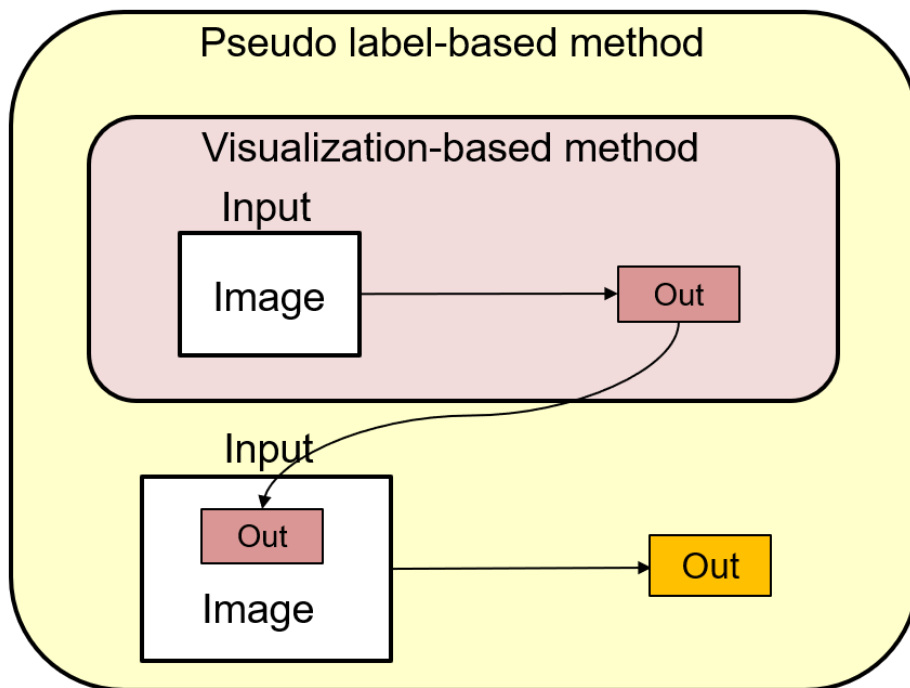 Pseudo label-based method
Visualization-based method
Input
Image
Out
Input
Out
Image
Out